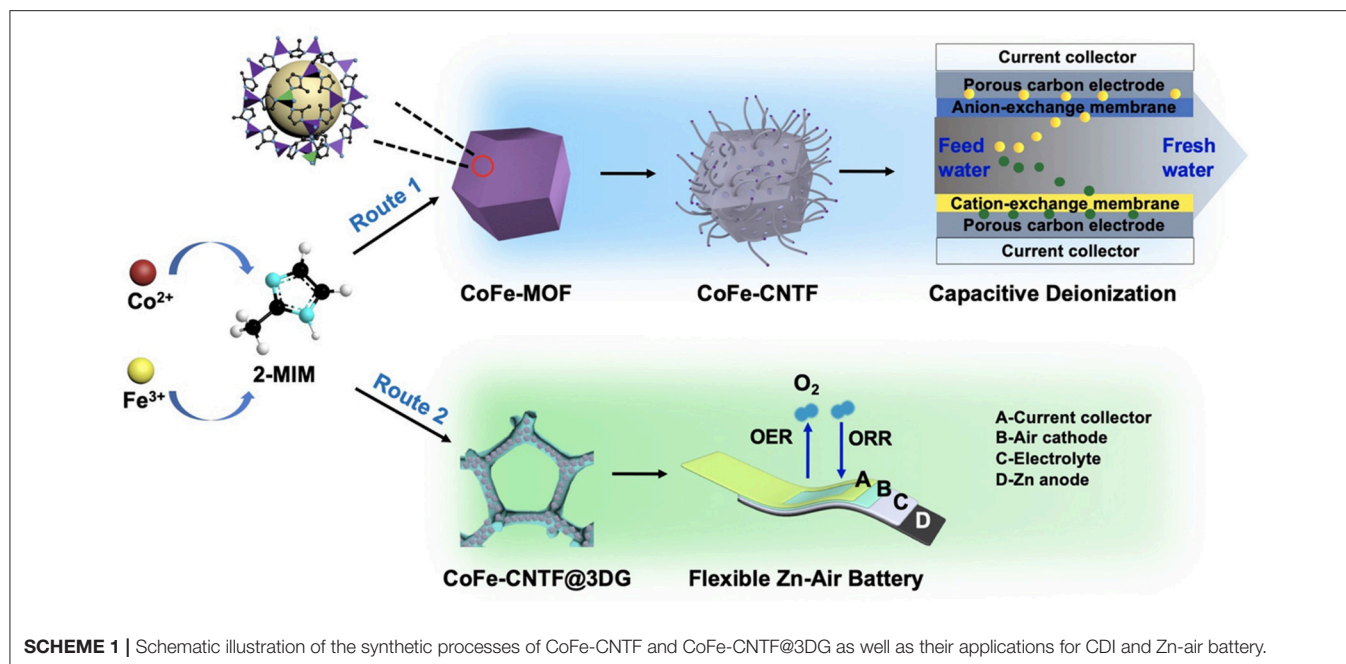 Co2+
Fe3+
2-MIM
Route 1
CoFe-MOF
CoFe-CNTF
Current collector
Porous carbon electrode
Anion-exchange membrane
Feed
water
Fresh
water
Cation-exchange membrane
Porous carbon electrode
Current collector
Capacitive Deionization
Route 2
CoFe-CNTF@3DG
O2
OER
ORR
A
B
C
D
Flexible Zn-Air Battery
A-Current collector
B-Air cathode
C-Electrolyte
D-Zn anode
SCHEME 1 | Schematic illustration of the synthetic processes of CoFe-CNTF and CoFe-CNTF@3DG as well as their applications for CDI and Zn-air battery.